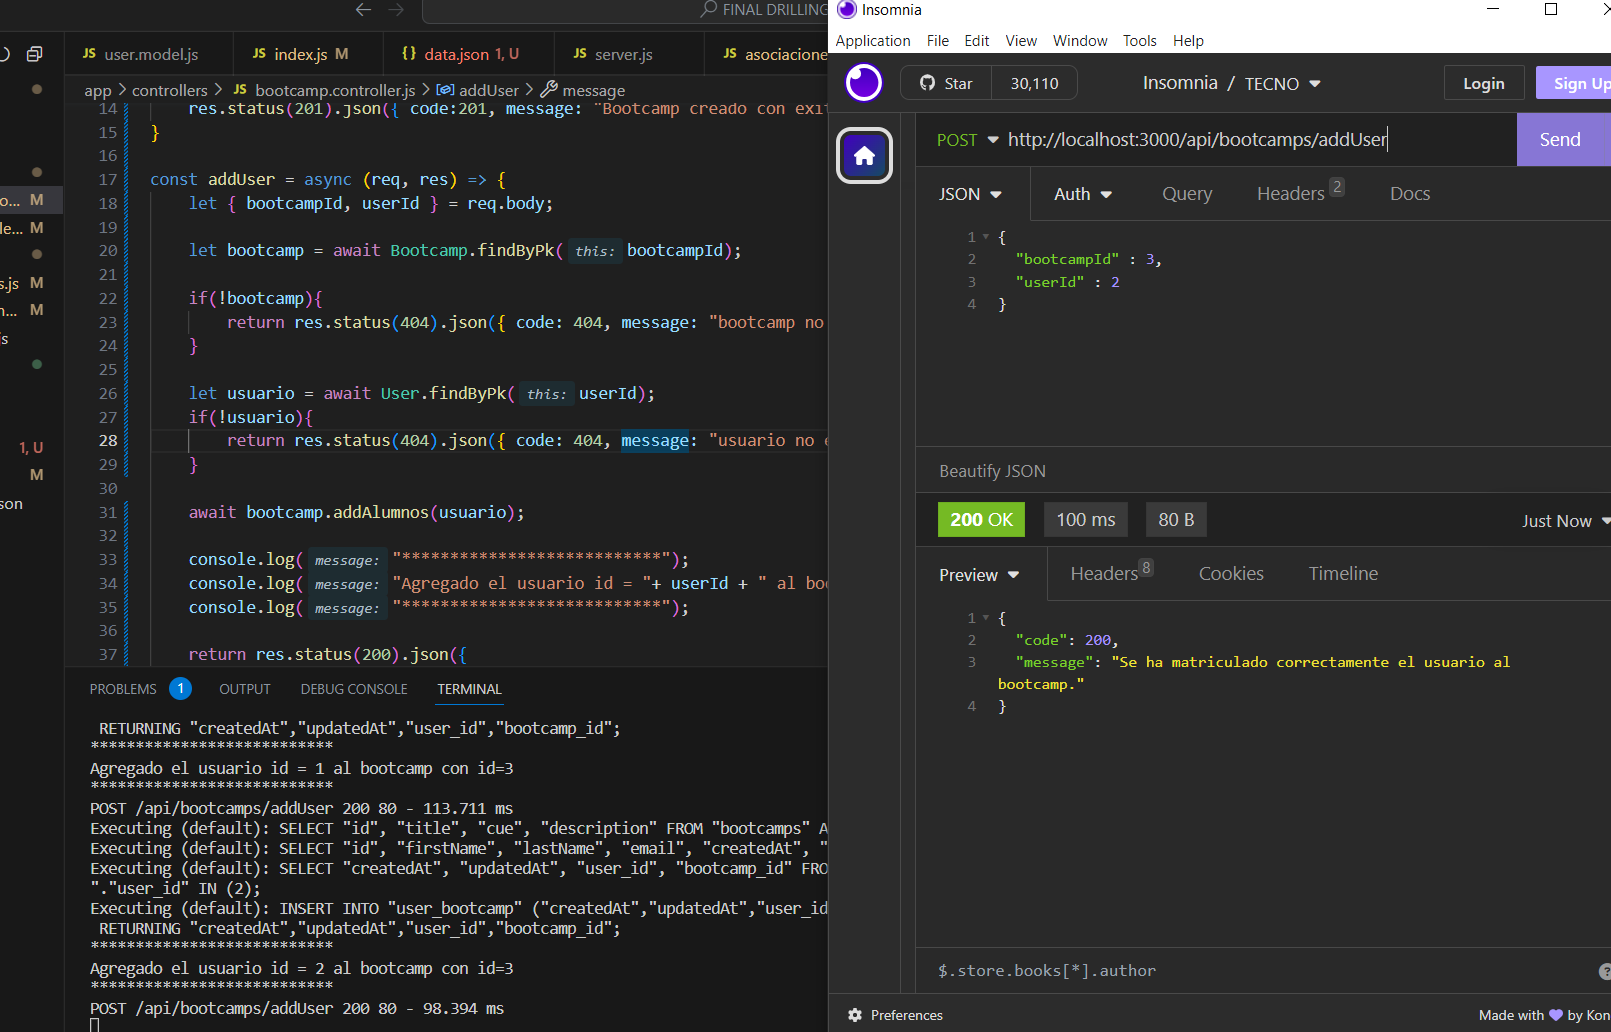 FINAL DRILLING
JS user.model.js
JS index.js M
{} data.json 1, U
JS server.js
JS asociacione
app > controllers > JS bootcamp.controller.js > addUser > message
14 res.status(201).json({ code:201, message: "Bootcamp creado con exit
15 }
16
17 const addUser = async (req, res) => {
18 let { bootcampId, userId } = req.body;
19
20 let bootcamp = await Bootcamp.findByPk( this: bootcampId);
21
22 if(!bootcamp){
23 return res.status(404).json({ code: 404, message: "bootcamp no
24 }
25
26 let usuario = await User.findByPk( this: userId);
27 if(!usuario){
28 return res.status(404).json({ code: 404, message: "usuario no e
29 }
30
31 await bootcamp.addAlumnos(usuario);
32
33 console.log( message: "***************************");
34 console.log( message: "Agregado el usuario id = "+ userId + " al boo
35 console.log( message: "***************************");
36
37 return res.status(200).json({
o... M
le... M
s.js M
n... M
js
1, U
M
son
PROBLEMS 1 OUTPUT DEBUG CONSOLE TERMINAL
RETURNING "createdAt","updatedAt","user_id","bootcamp_id";
***************************
Agregado el usuario id = 1 al bootcamp con id=3
***************************
POST /api/bootcamps/addUser 200 80 - 113.711 ms
Executing (default): SELECT "id", "title", "cue", "description" FROM "bootcamps" A
Executing (default): SELECT "id", "firstName", "lastName", "email", "createdAt", "
Executing (default): SELECT "createdAt", "updatedAt", "user_id", "bootcamp_id" FRO
"."user_id" IN (2);
Executing (default): INSERT INTO "user_bootcamp" ("createdAt","updatedAt","user_id
RETURNING "createdAt","updatedAt","user_id","bootcamp_id";
***************************
Agregado el usuario id = 2 al bootcamp con id=3
***************************
POST /api/bootcamps/addUser 200 80 - 98.394 ms
Insomnia
Application File Edit View Window Tools Help
Star 30,110
Insomnia / TECNO
Login
Sign Up
POST http://localhost:3000/api/bootcamps/addUser
Send
JSON Auth Query Headers 2 Docs
1 {
2 "bootcampId" : 3,
3 "userId" : 2
4 }
Beautify JSON
200 OK 100 ms 80 B Just Now
Preview Headers 8 Cookies Timeline
1 {
2 "code": 200,
3 "message": "Se ha matriculado correctamente el usuario al
bootcamp."
4 }
$.store.books[*].author
?
Preferences
Made with by Kon